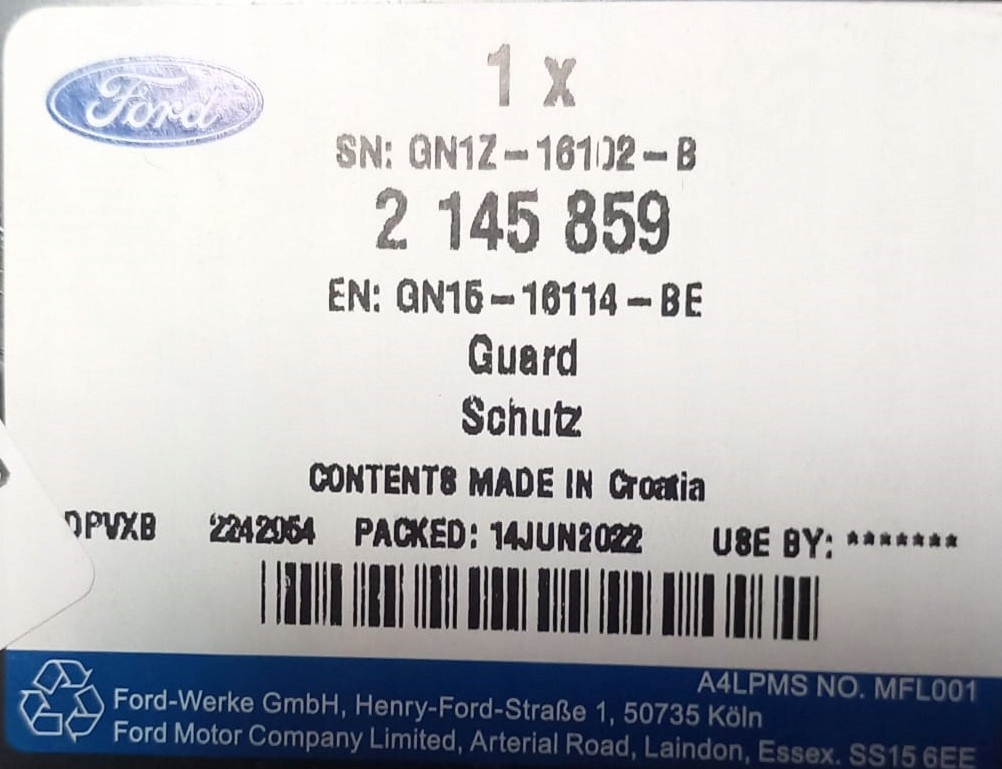 Ford
1 x
SN: GN1Z-16102-B
2 145 859
EN: GN15-16114-BE
Guard
Schutz
CONTENTS MADE IN Croatia
DPVXB 2242954 PACKED: 14JUN2022 USE BY: *******
A4LPMS NO. MFL001
Ford-Werke GmbH, Henry-Ford-Straße 1, 50735 Köln
Ford Motor Company Limited, Arterial Road, Laindon, Essex. SS15 6EE